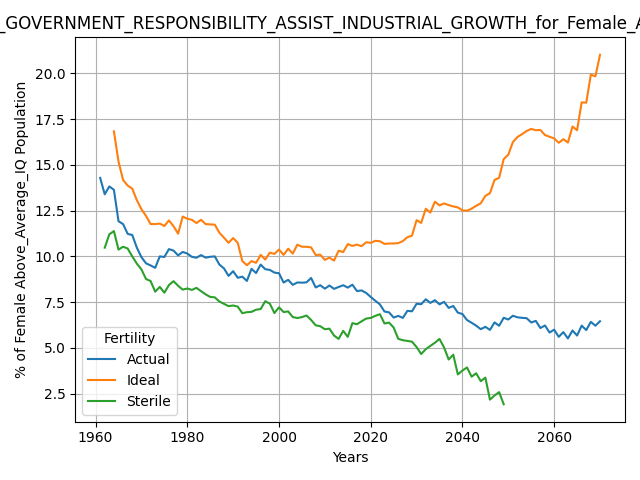 _GOVERNMENT_RESPONSIBILITY_ASSIST_INDUSTRIAL_GROWTH_for_Female_A
% of Female Above_Average_IQ Population
20.0
17.5
15.0
12.5
10.0
7.5
5.0
2.5
Fertility
Actual
Ideal
Sterile
1960
1980
2000
2020
2040
2060
Years